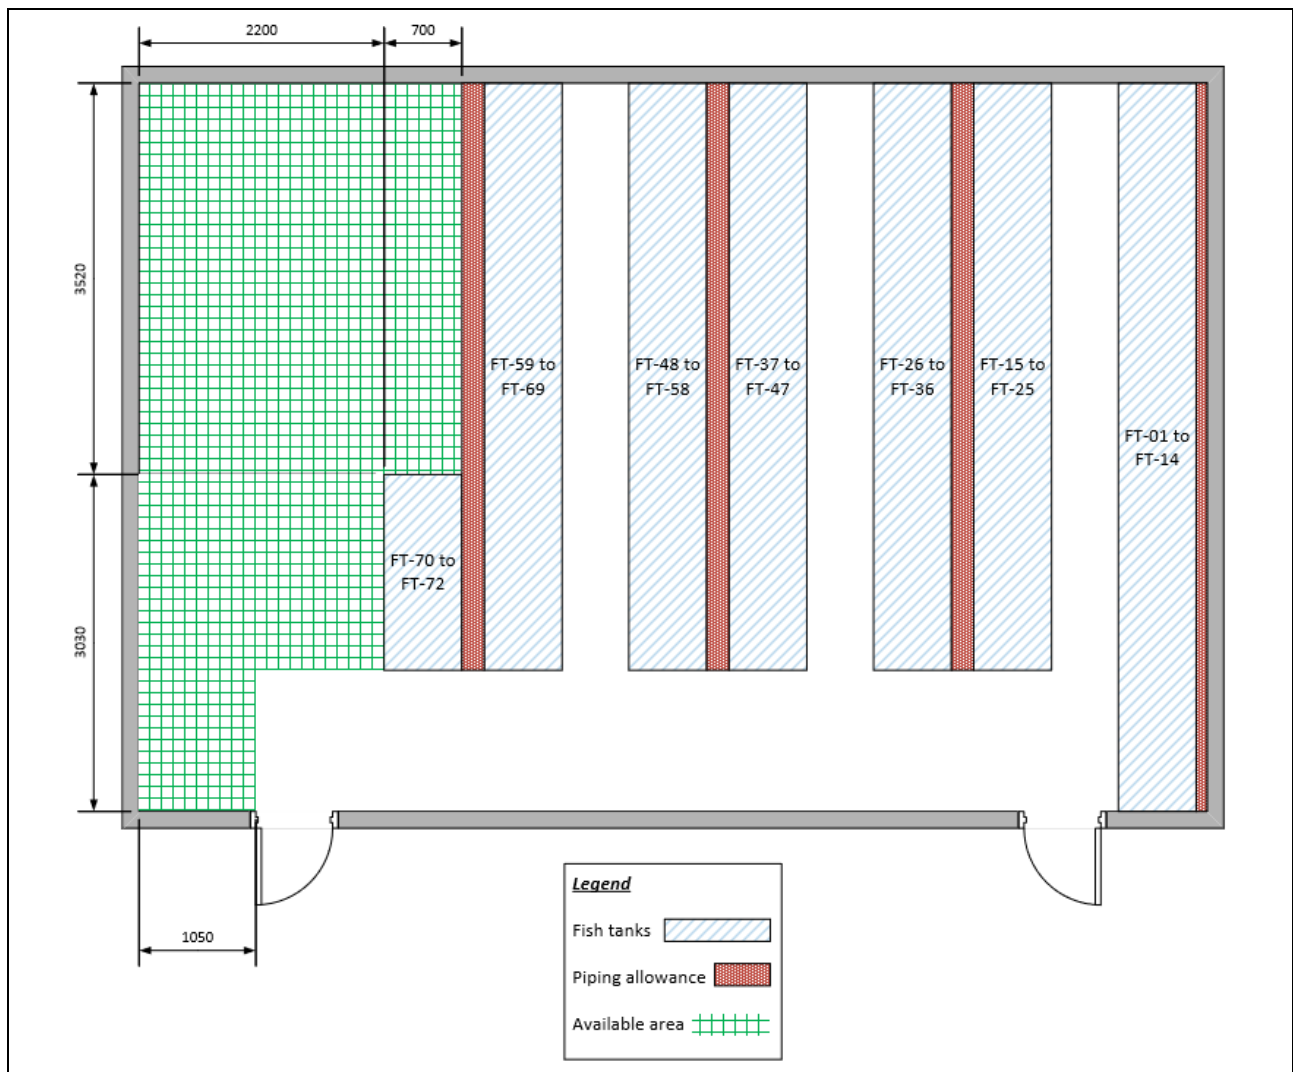 2200
700
3520
3030
1050
FT-59 to
FT-69
FT-48 to
FT-58
FT-37 to
FT-47
FT-26 to
FT-36
FT-15 to
FT-25
FT-01 to
FT-14
FT-70 to
FT-72
Legend
Fish tanks
Piping allowance
Available area